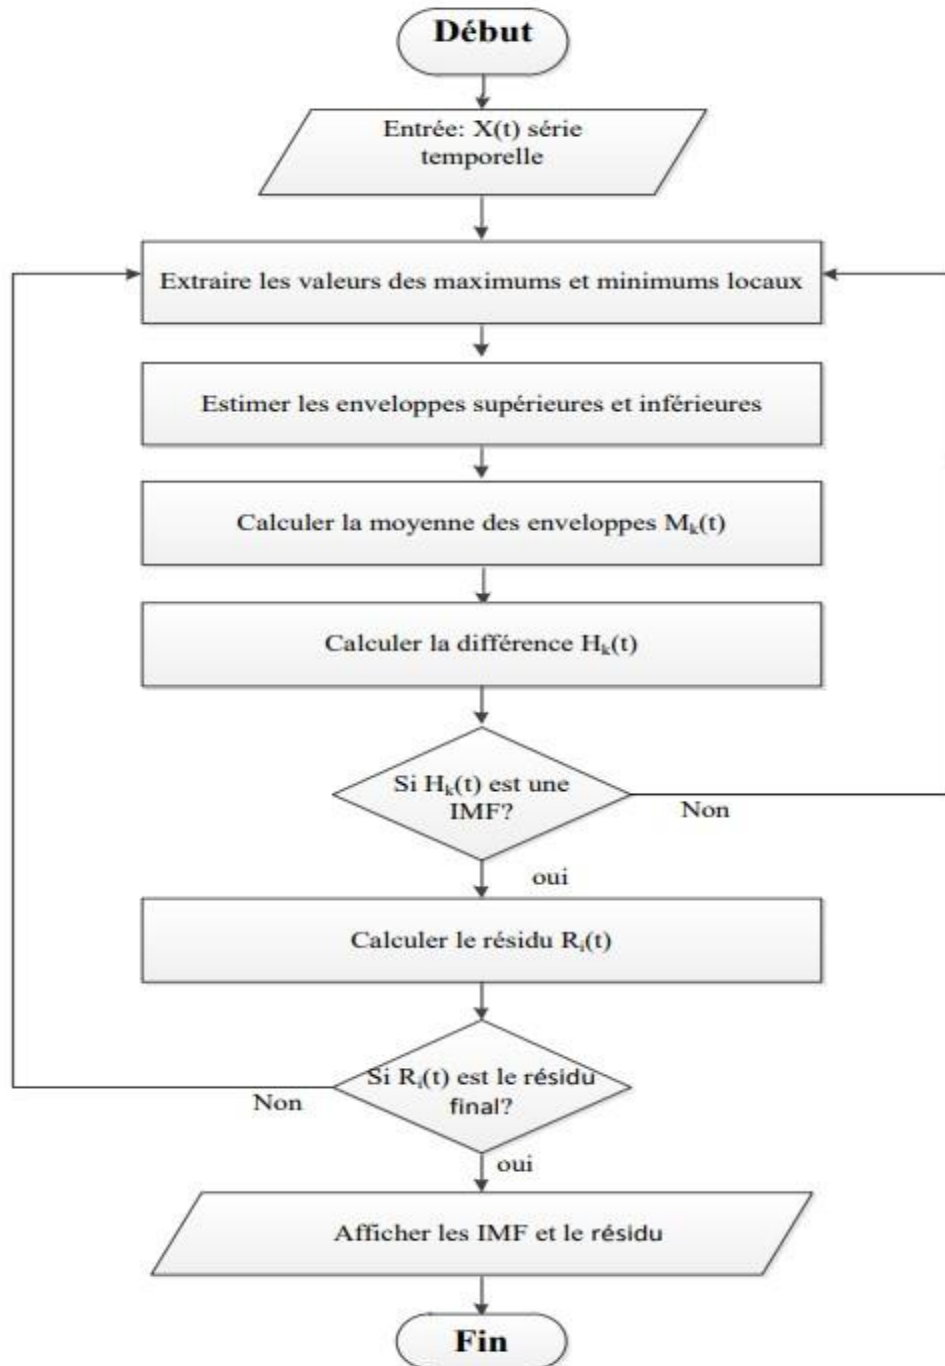 Début
Entrée: X(t) série
temporelle
Extraire les valeurs des maximums et minimums locaux
Estimer les enveloppes supérieures et inférieures
Calculer la moyenne des enveloppes Mₖ(t)
Calculer la différence Hₖ(t)
Si Hₖ(t) est une
IMF?
Non
oui
Calculer le résidu Rᵢ(t)
Si Rᵢ(t) est le résidu
final?
Non
oui
Afficher les IMF et le résidu
Fin